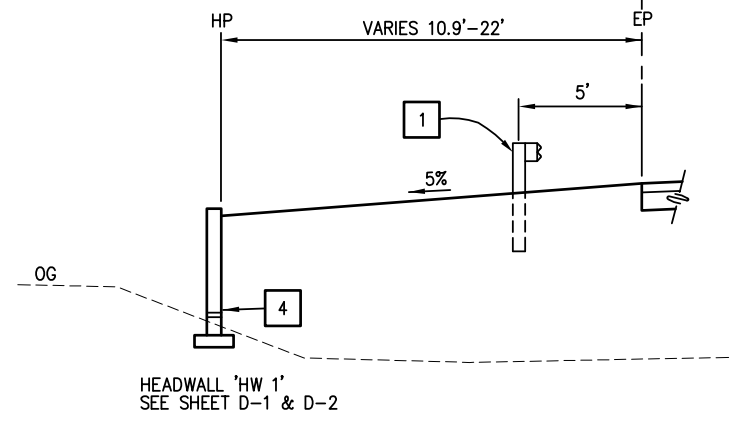 HP
VARIES 10.9'-22'
EP
5'
1
5%
OG
4
HEADWALL 'HW 1'
SEE SHEET D-1 & D-2